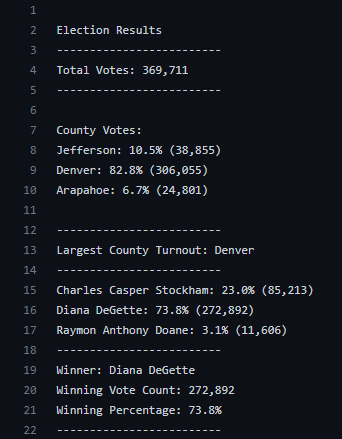 1
2 Election Results
3 -------------------------
4 Total Votes: 369,711
5 -------------------------
6
7 County Votes:
8 Jefferson: 10.5% (38,855)
9 Denver: 82.8% (306,055)
10 Arapahoe: 6.7% (24,801)
11
12 -------------------------
13 Largest County Turnout: Denver
14 -------------------------
15 Charles Casper Stockham: 23.0% (85,213)
16 Diana DeGette: 73.8% (272,892)
17 Raymon Anthony Doane: 3.1% (11,606)
18 -------------------------
19 Winner: Diana DeGette
20 Winning Vote Count: 272,892
21 Winning Percentage: 73.8%
22 -------------------------